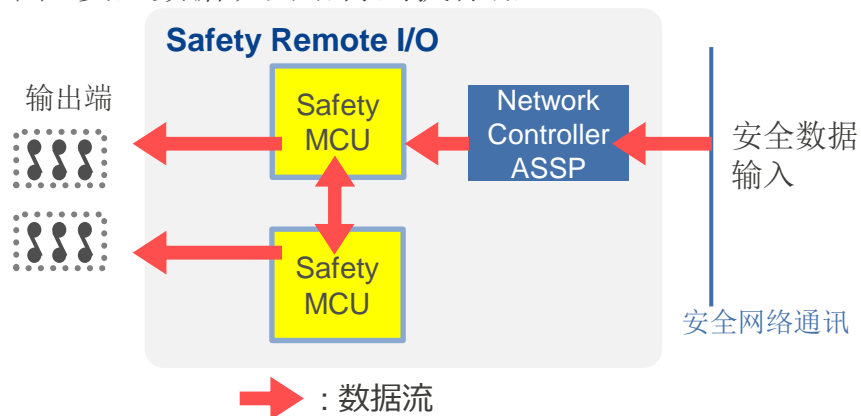 Safety Remote I/O
输出端
Safety
MCU
Network
Controller
ASSP
安全数据
输入
Safety
MCU
安全网络通讯
: 数据流